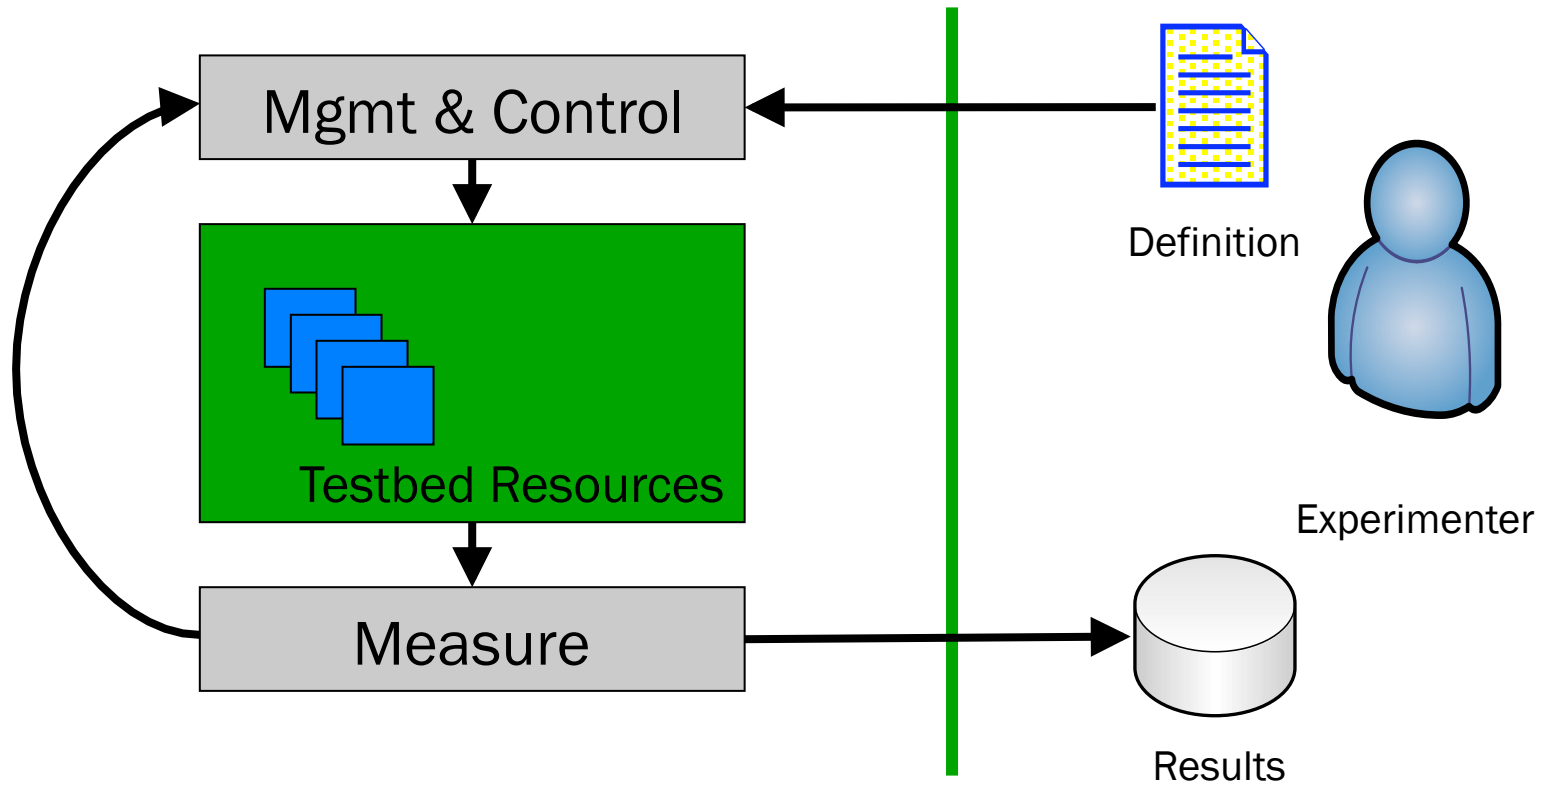 Mgmt & Control
Definition
Testbed Resources
Experimenter
Measure
Results